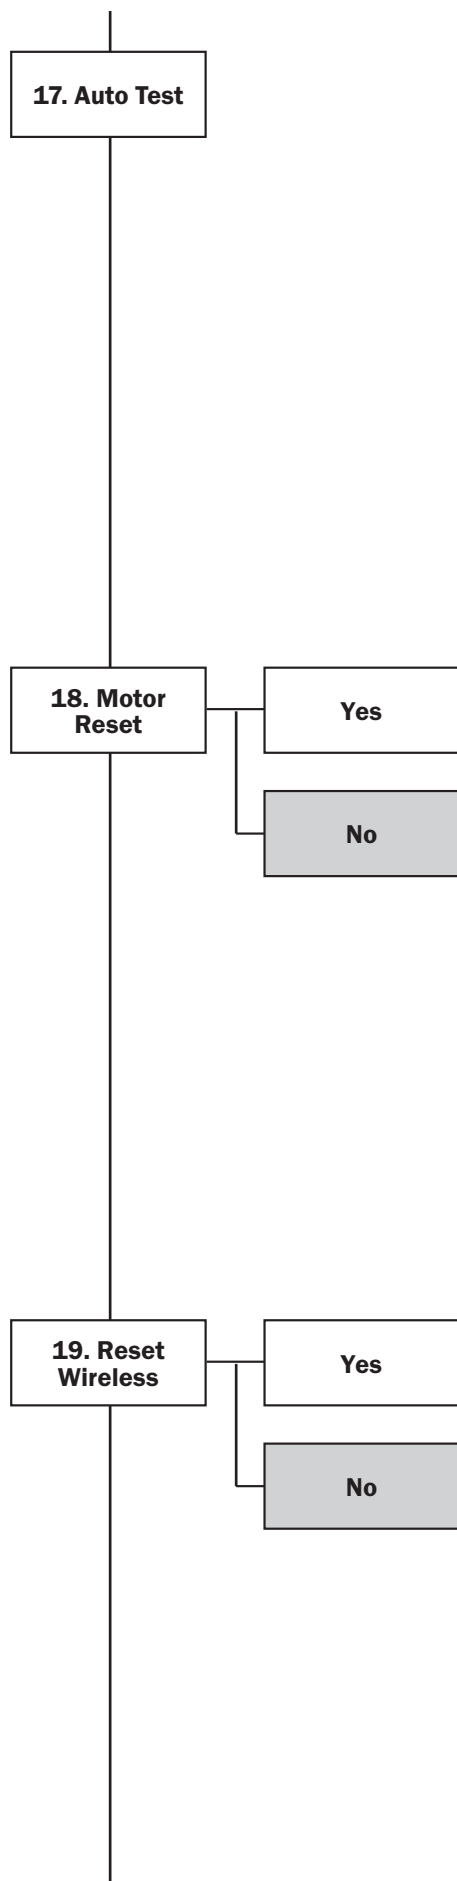 17. Auto Test
18. Motor
Reset
Yes
No
19. Reset
Wireless
Yes
No